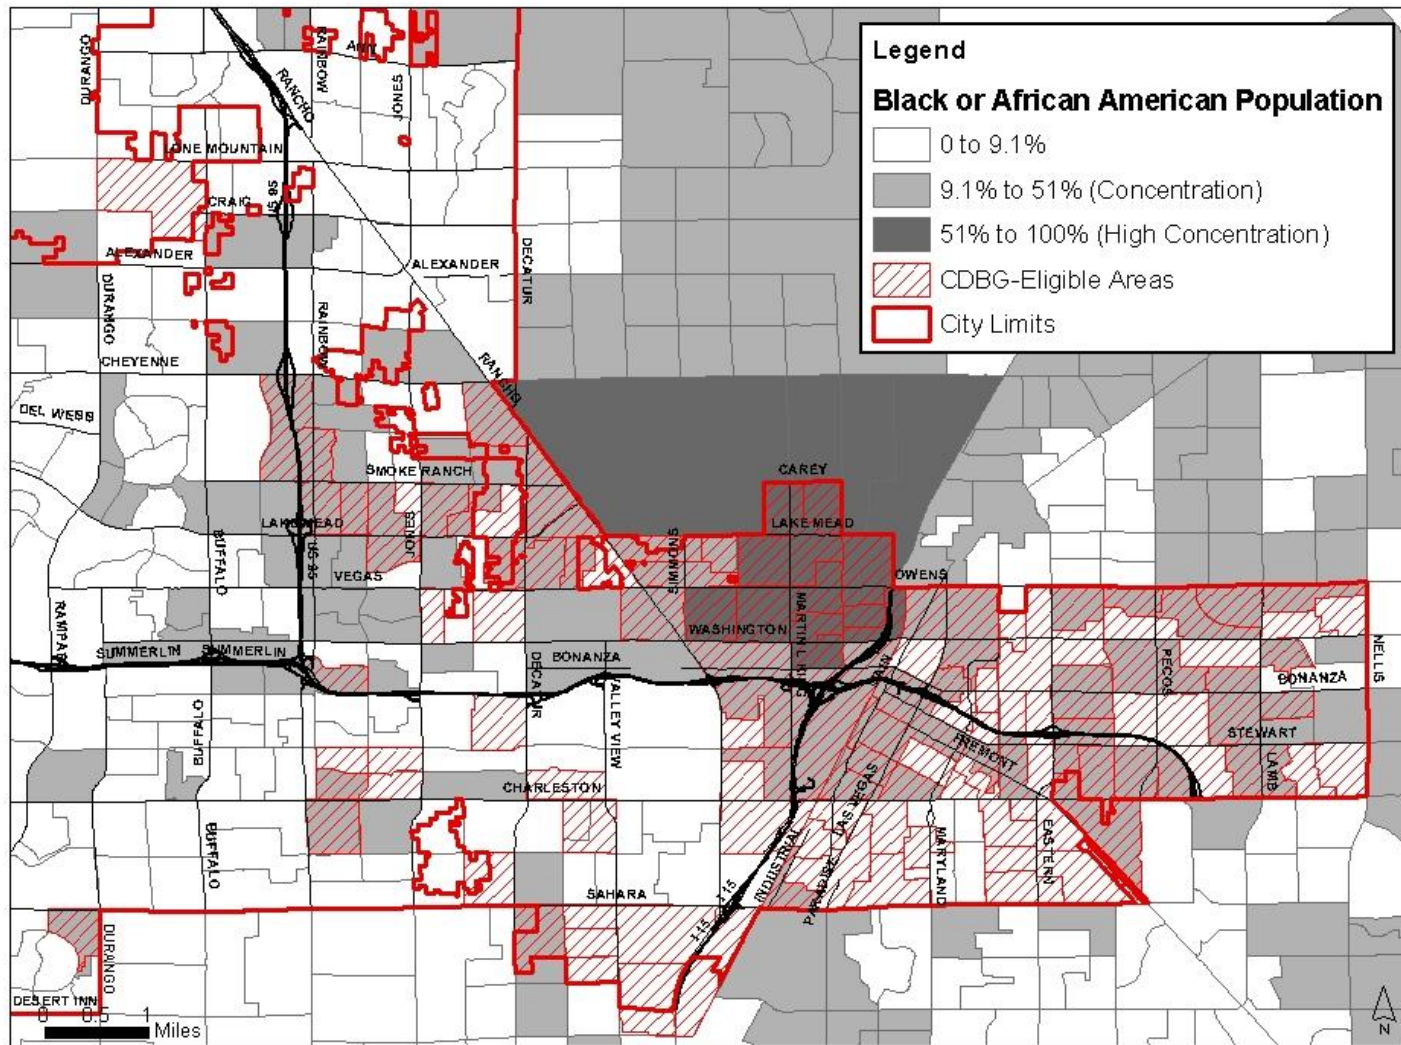 Legend
Black or African American Population
0 to 9.1%
9.1% to 51% (Concentration)
51% to 100% (High Concentration)
CDBG-Eligible Areas
City Limits
DURANGO
RAINBOW
RANCHO
JONES
LONE MOUNTAIN
CRAIG
US 95
ALEXANDER
ALEXANDER
DECATUR
DURANGO
RAINBOW
CHEYENNE
RANCHO
DEL WEBB
SMOKE RANCH
CAREY
LAKE MEAD
JONES
SIMMONS
LAKE MEAD
BUFFALO
US 95
VEGAS
OWENS
RAMPART
MARTIN L KING
WASHINGTON
SUMMERLIN
SUMMERLIN
BONANZA
MAIN
PECOS
BONANZA
NELLIS
DECATUR
VALLEY VIEW
BUFFALO
STEWART
FREMONT
LAMB
CHARLESTON
LAS VEGAS
BUFFALO
INDUSTRIAL
MARYLAND
EASTERN
PARADISE
SAHARA
I-15
I-15
DURANGO
DESERT INN
0 0.5 1
Miles
N